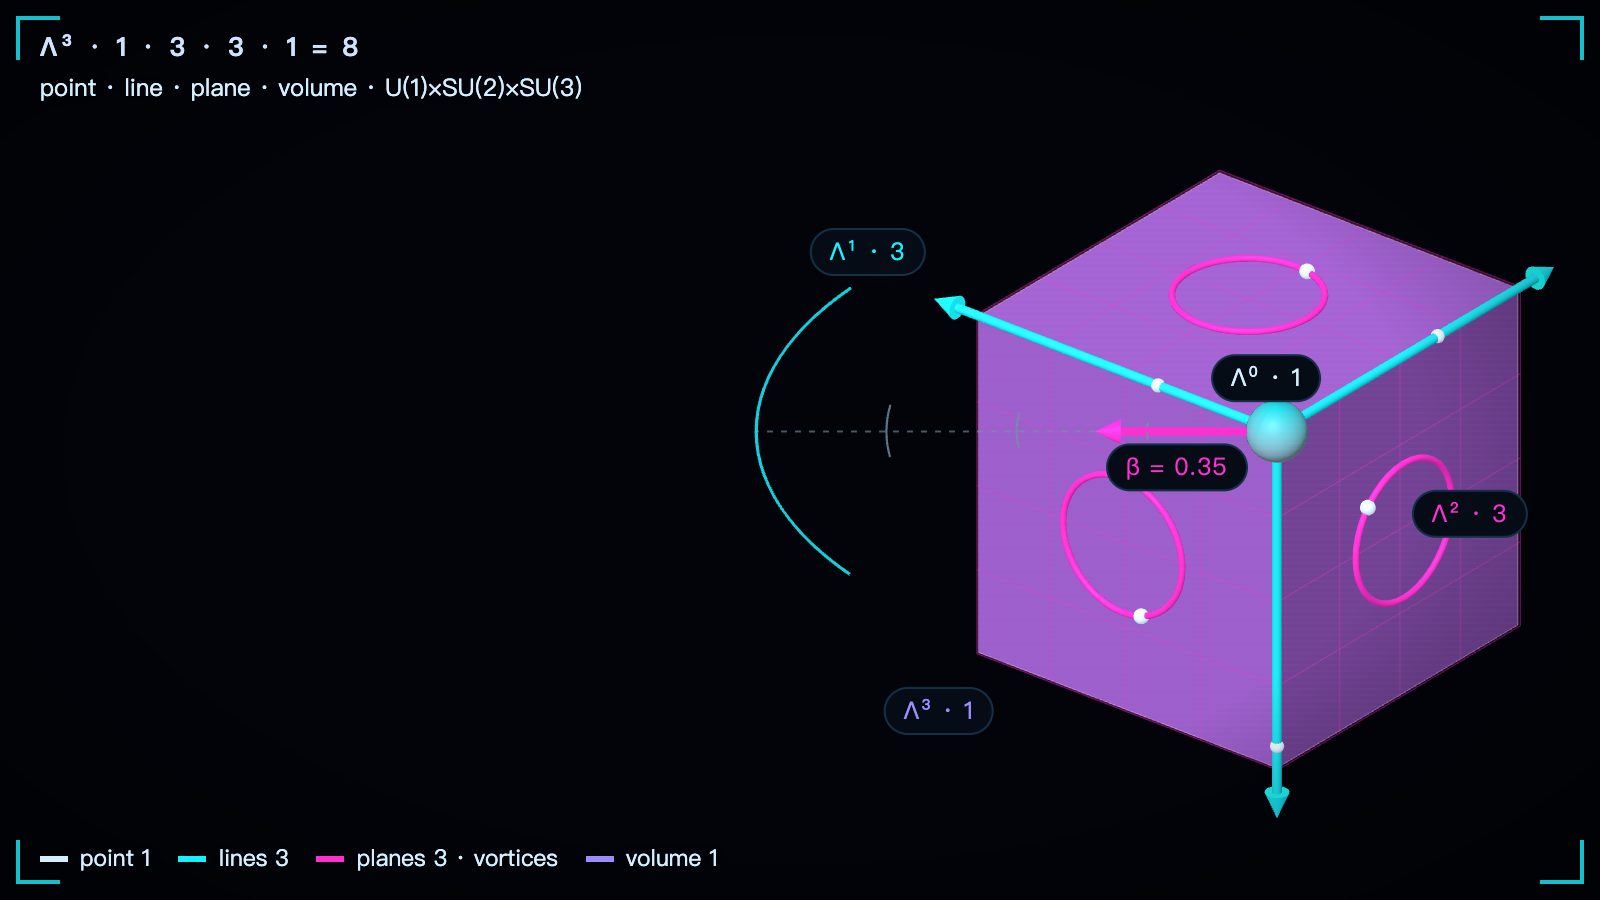 Λ³ · 1 · 3 · 3 · 1 = 8
point · line · plane · volume · U(1)×SU(2)×SU(3)
Λ¹ · 3
Λ⁰ · 1
β = 0.35
Λ² · 3
Λ³ · 1
point 1
lines 3
planes 3 · vortices
volume 1